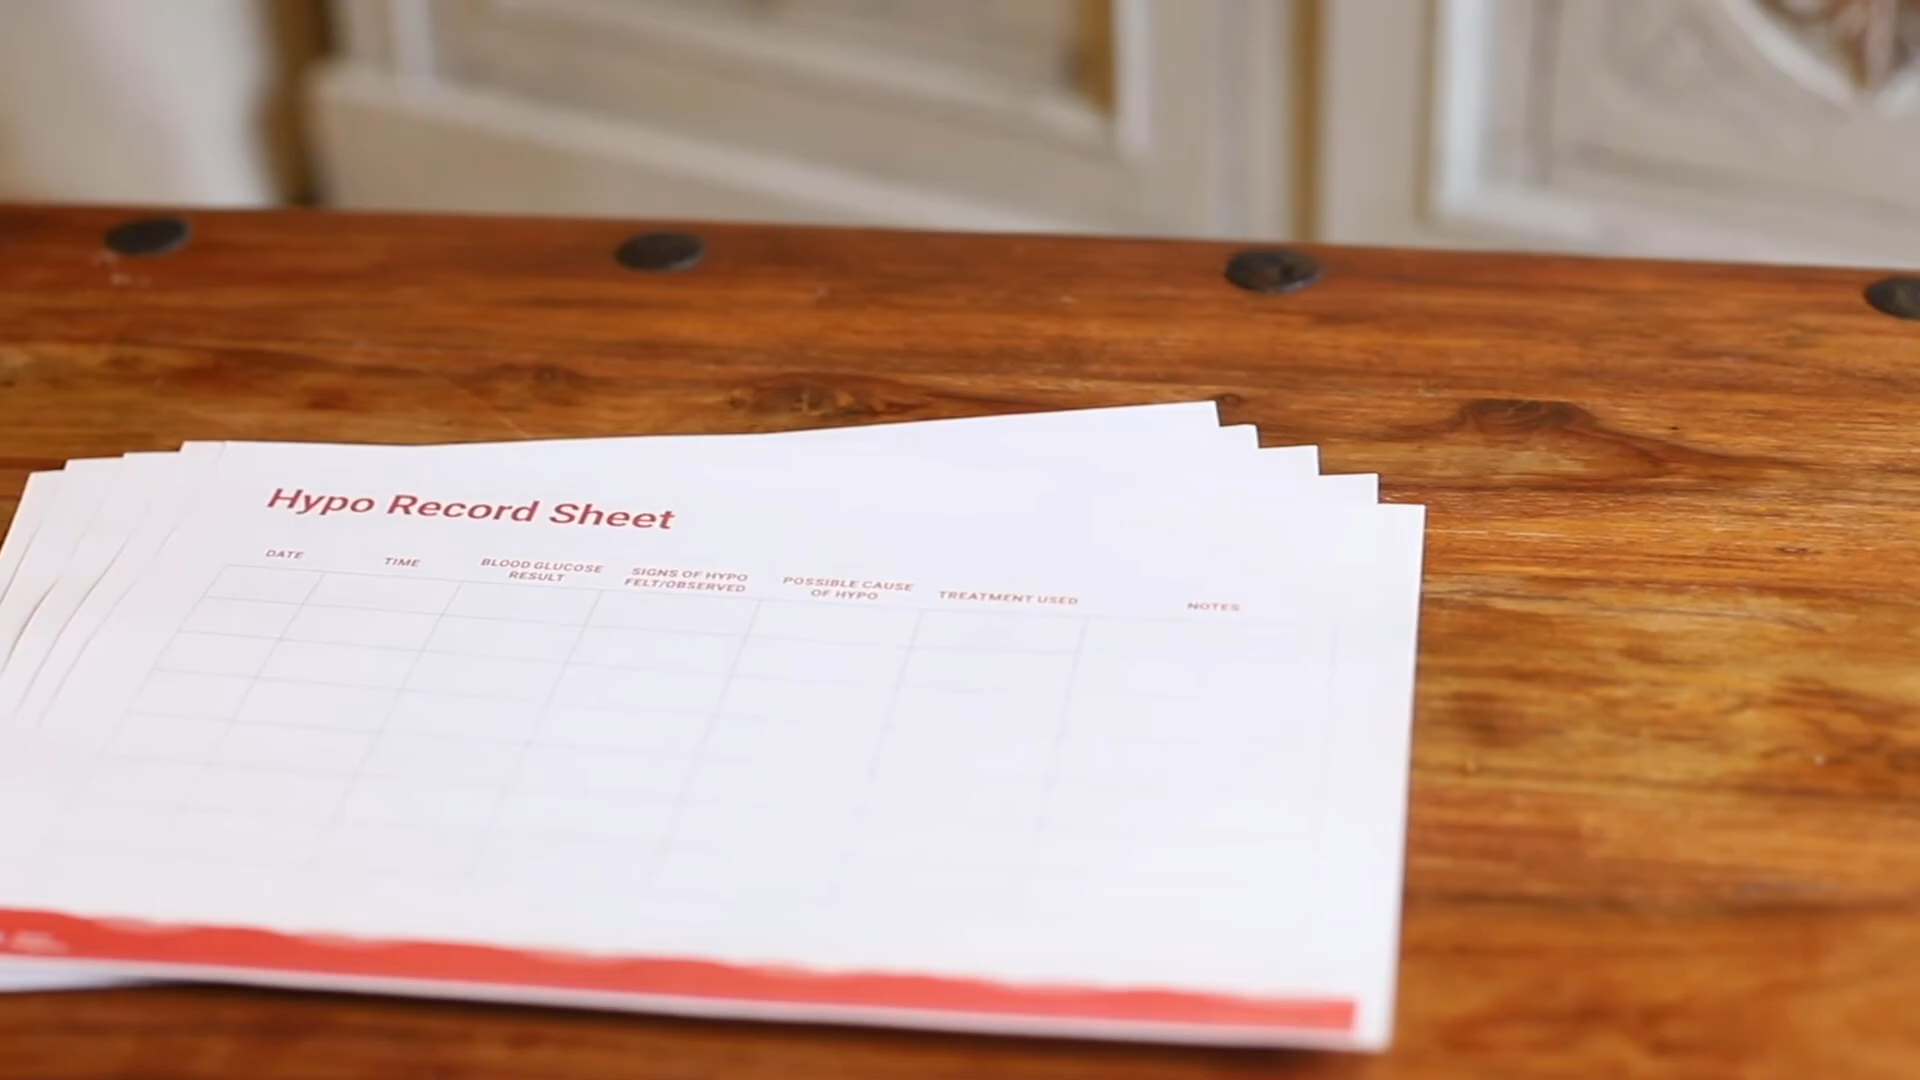 Hypo Record Sheet
DATE
TIME
BLOOD GLUCOSE
RESULT
SIGNS OF HYPO
FELT/OBSERVED
POSSIBLE CAUSE
OF HYPO
TREATMENT USED
NOTES